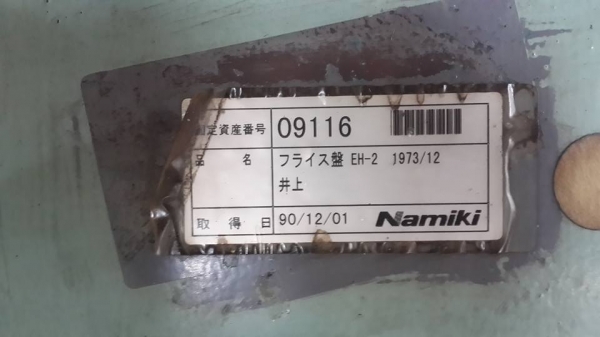 固定資産番号 09116
品名 フライス盤 EH-2 1973/12
井上
取得日 90/12/01 Namiki